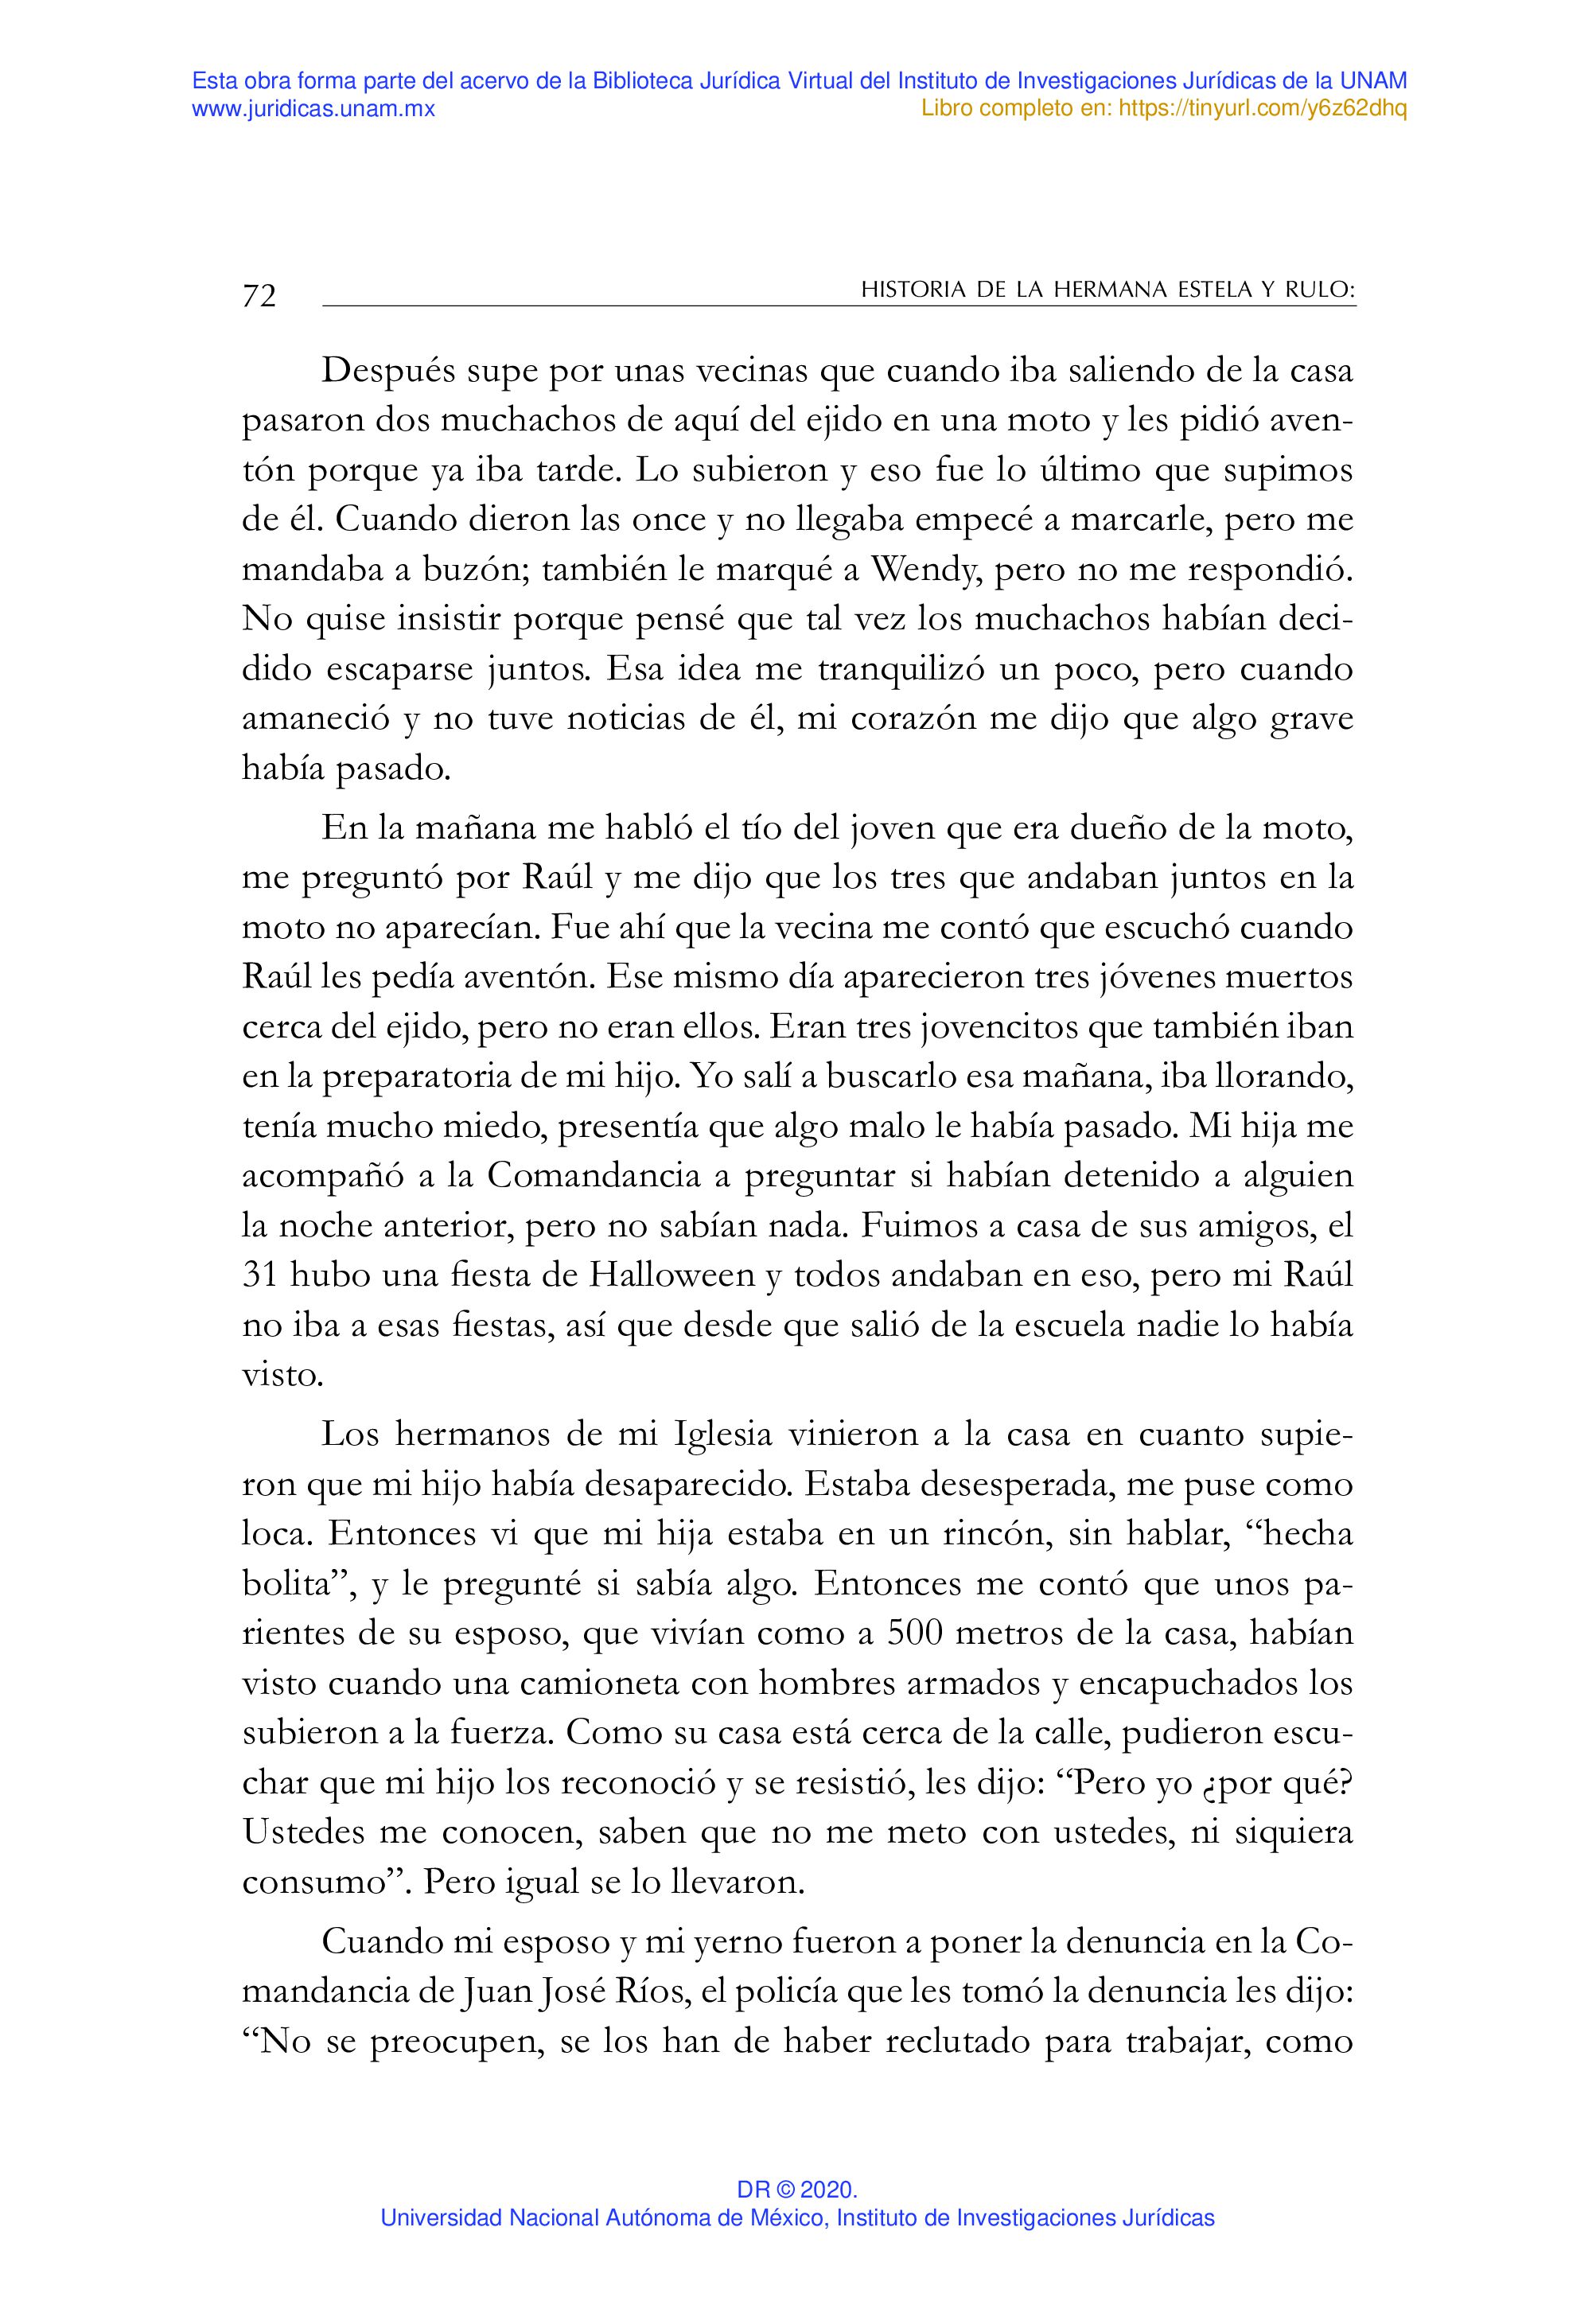 Esta obra forma parte del acervo de la Biblioteca Jurídica Virtual del Instituto de Investigaciones Jurídicas de la UNAM
www.juridicas.unam.mx
Libro completo en: https://tinyurl.com/y6z62dhq
72
HISTORIA DE LA HERMANA ESTELA Y RULO:
Después supe por unas vecinas que cuando iba saliendo de la casa
pasaron dos muchachos de aquí del ejido en una moto y les pidió aven-
tón porque ya iba tarde. Lo subieron y eso fue lo último que supimos
de él. Cuando dieron las once y no llegaba empecé a marcarle, pero me
mandaba a buzón; también le marqué a Wendy, pero no me respondió.
No quise insistir porque pensé que tal vez los muchachos habían deci-
dido escaparse juntos. Esa idea me tranquilizó un poco, pero cuando
amaneció y no tuve noticias de él, mi corazón me dijo que algo grave
había pasado.
En la mañana me habló el tío del joven que era dueño de la moto,
me preguntó por Raúl y me dijo que los tres que andaban juntos en la
moto no aparecían. Fue ahí que la vecina me contó que escuchó cuando
Raúl les pedía aventón. Ese mismo día aparecieron tres jóvenes muertos
cerca del ejido, pero no eran ellos. Eran tres jovencitos que también iban
en la preparatoria de mi hijo. Yo salí a buscarlo esa mañana, iba llorando,
tenía mucho miedo, presentía que algo malo le había pasado. Mi hija me
acompañó a la Comandancia a preguntar si habían detenido a alguien
la noche anterior, pero no sabían nada. Fuimos a casa de sus amigos, el
31 hubo una fiesta de Halloween y todos andaban en eso, pero mi Raúl
no iba a esas fiestas, así que desde que salió de la escuela nadie lo había
visto.
Los hermanos de mi Iglesia vinieron a la casa en cuanto supie-
ron que mi hijo había desaparecido. Estaba desesperada, me puse como
loca. Entonces vi que mi hija estaba en un rincón, sin hablar, “hecha
bolita”, y le pregunté si sabía algo. Entonces me contó que unos pa-
rientes de su esposo, que vivían como a 500 metros de la casa, habían
visto cuando una camioneta con hombres armados y encapuchados los
subieron a la fuerza. Como su casa está cerca de la calle, pudieron escu-
char que mi hijo los reconoció y se resistió, les dijo: “Pero yo ¿por qué?
Ustedes me conocen, saben que no me meto con ustedes, ni siquiera
consumo”. Pero igual se lo llevaron.
Cuando mi esposo y mi yerno fueron a poner la denuncia en la Co-
mandancia de Juan José Ríos, el policía que les tomó la denuncia les dijo:
“No se preocupen, se los han de haber reclutado para trabajar, como
DR © 2020.
Universidad Nacional Autónoma de México, Instituto de Investigaciones Jurídicas